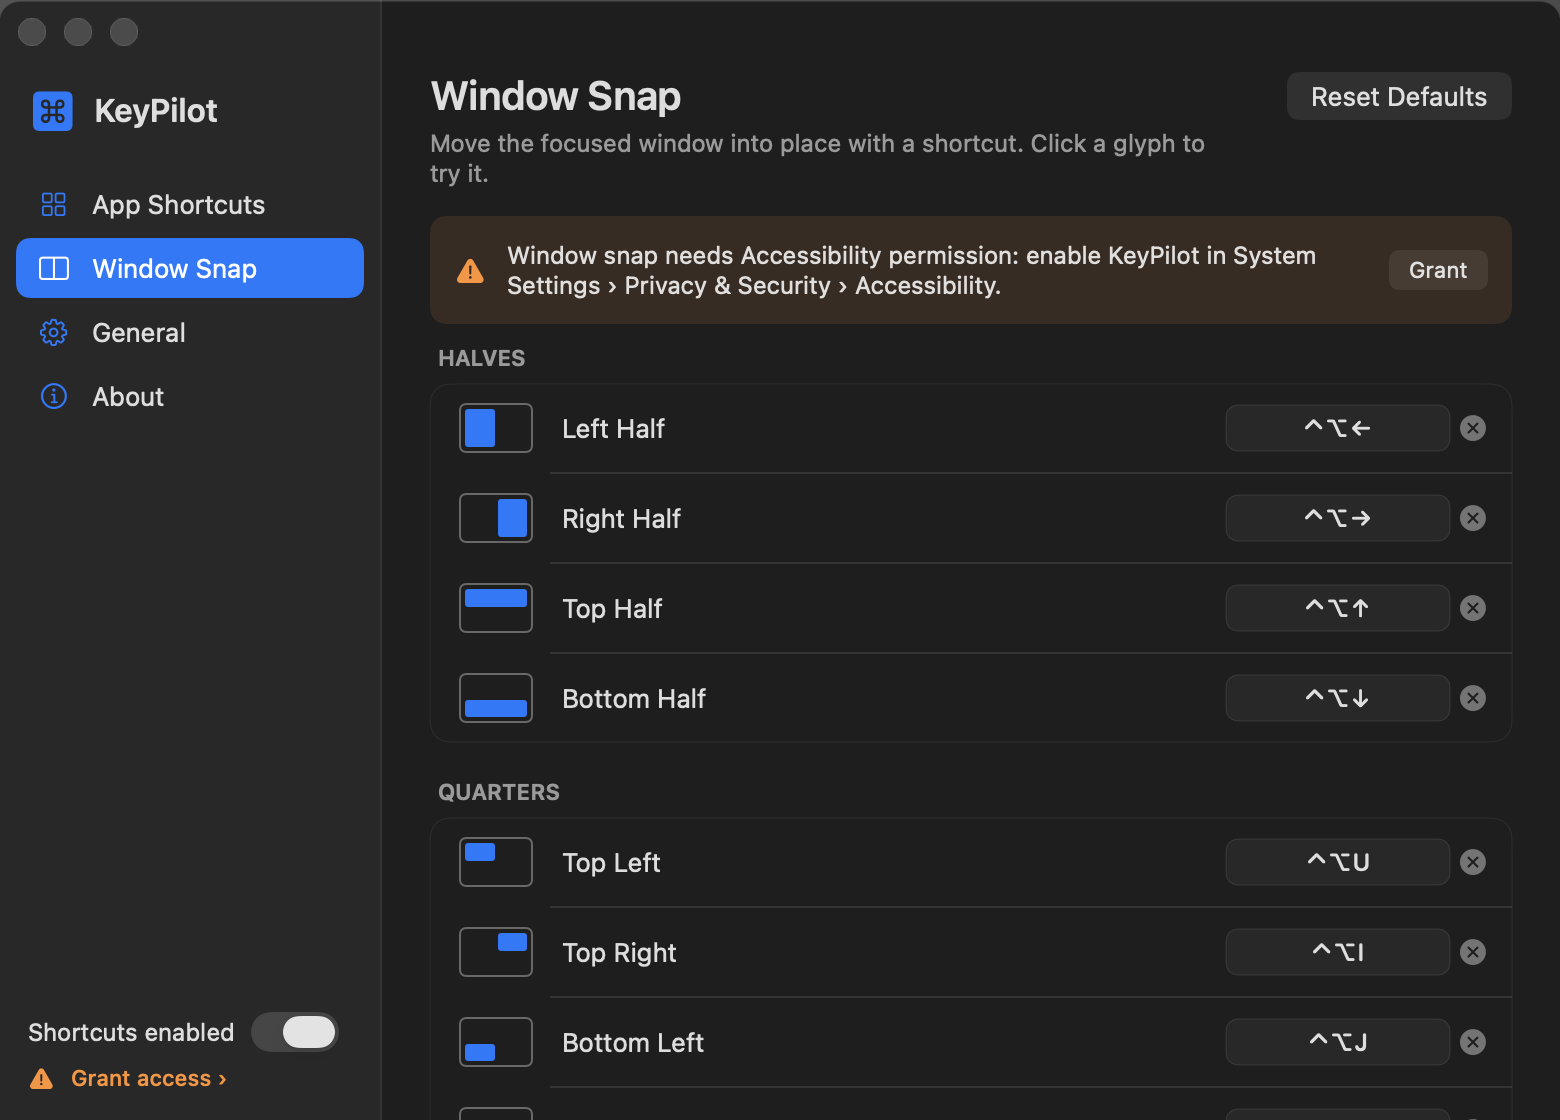 KeyPilot
App Shortcuts
Window Snap
General
About
Shortcuts enabled
Grant access ›
Window Snap
Reset Defaults
Move the focused window into place with a shortcut. Click a glyph to
try it.
Window snap needs Accessibility permission: enable KeyPilot in System
Settings › Privacy & Security › Accessibility.
Grant
HALVES
Left Half ⌃⌥←
Right Half ⌃⌥→
Top Half ⌃⌥↑
Bottom Half ⌃⌥↓
QUARTERS
Top Left ⌃⌥U
Top Right ⌃⌥I
Bottom Left ⌃⌥J